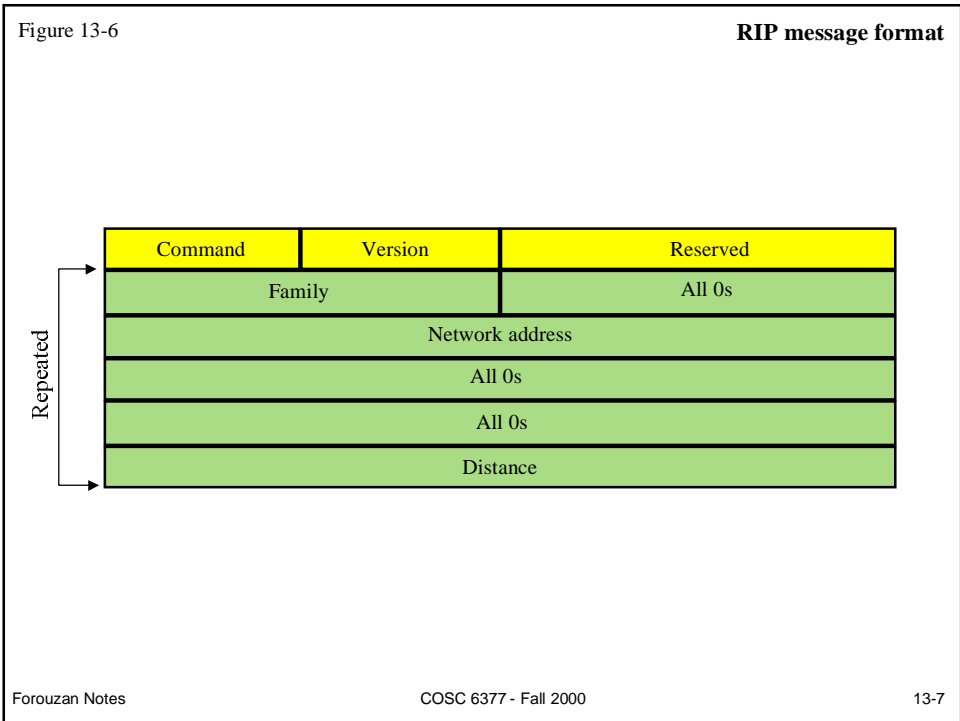 Figure 13-6 RIP message format
Command Version Reserved
Family All 0s
Network address
All 0s
All 0s
Distance
Repeated
Forouzan Notes COSC 6377 - Fall 2000 13-7